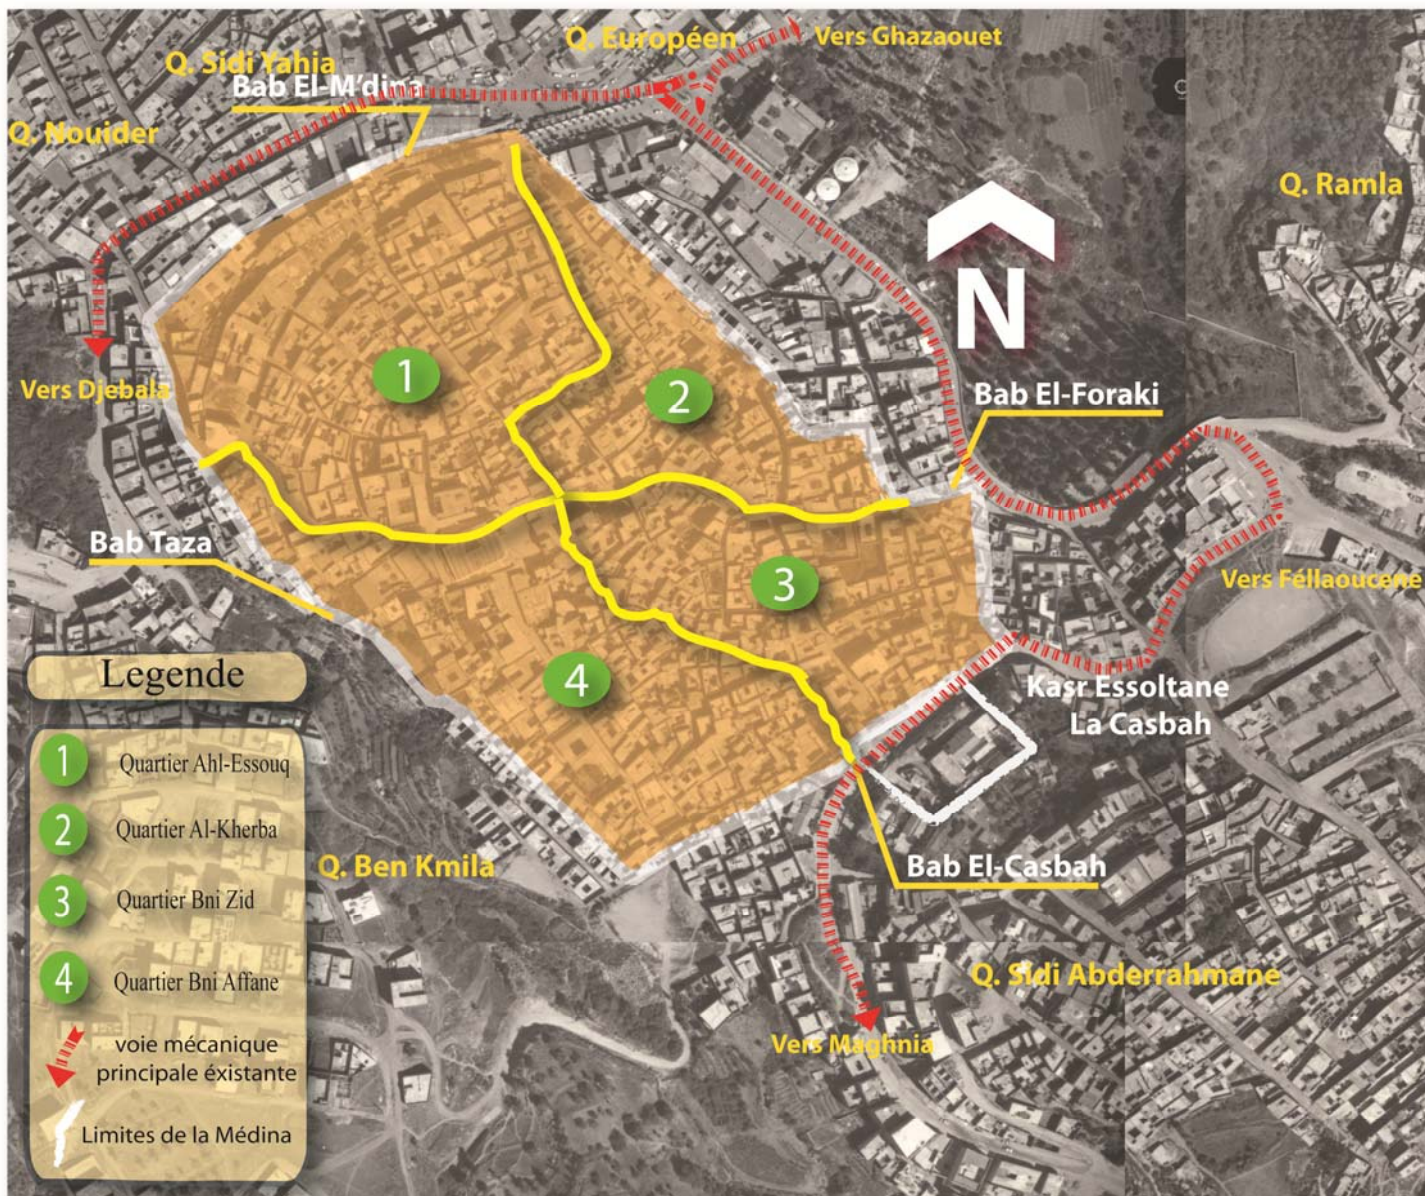 Q. Européen
Vers Ghazaouet
Q. Sidi Yahia
Bab El-M'dina
Q. Nouider
Q. Ramla
N
1
Vers Djebala
2
Bab El-Foraki
Bab Taza
3
Vers Féllaoucene
4
Kasr Essoltane
La Casbah
Q. Ben Kmila
Bab El-Casbah
Q. Sidi Abderrahmane
Vers Maghnia
Legende
1 Quartier Ahl-Essouq
2 Quartier Al-Kherba
3 Quartier Bni Zid
4 Quartier Bni Affane
voie mécanique
principale éxistante
Limites de la Médina